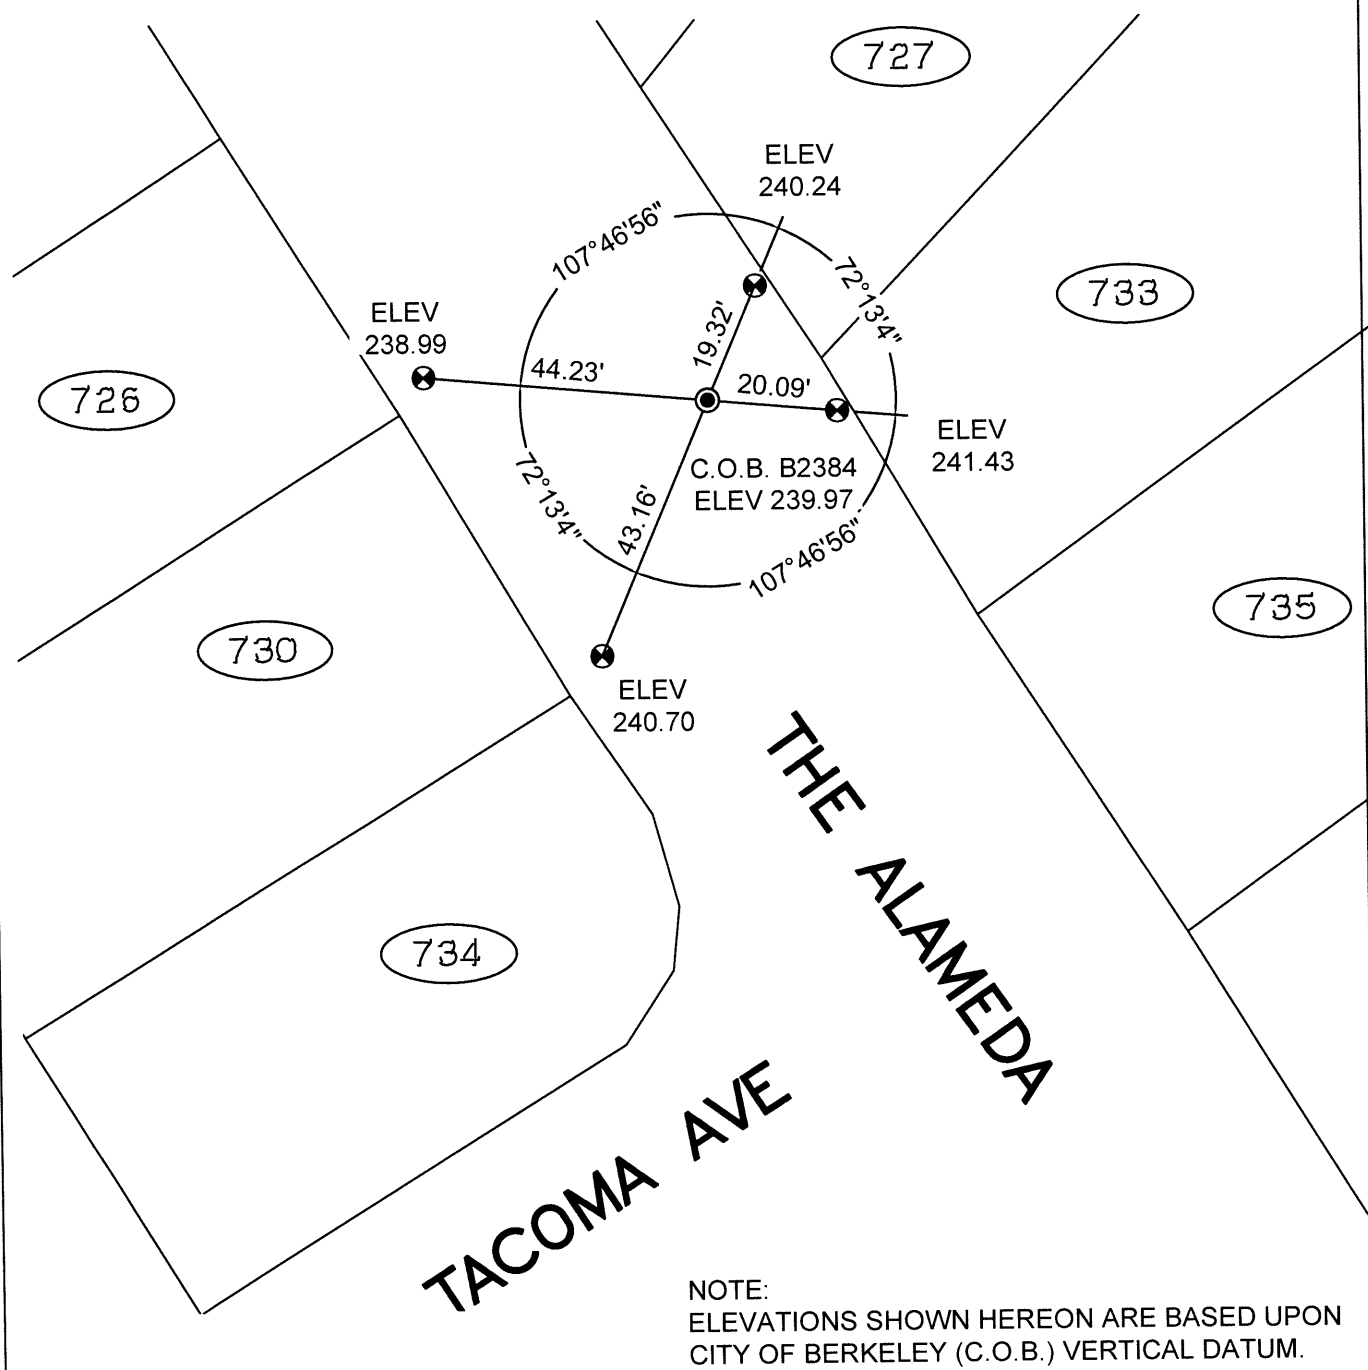 727
ELEV
240.24
107°46'56"
72°13'4"
733
ELEV
238.99
19.32'
44.23'
20.09'
726
ELEV
241.43
C.O.B. B2384
ELEV 239.97
72°13'4"
43.16'
107°46'56"
735
730
ELEV
240.70
THE ALAMEDA
734
TACOMA AVE
NOTE:
ELEVATIONS SHOWN HEREON ARE BASED UPON
CITY OF BERKELEY (C.O.B.) VERTICAL DATUM.